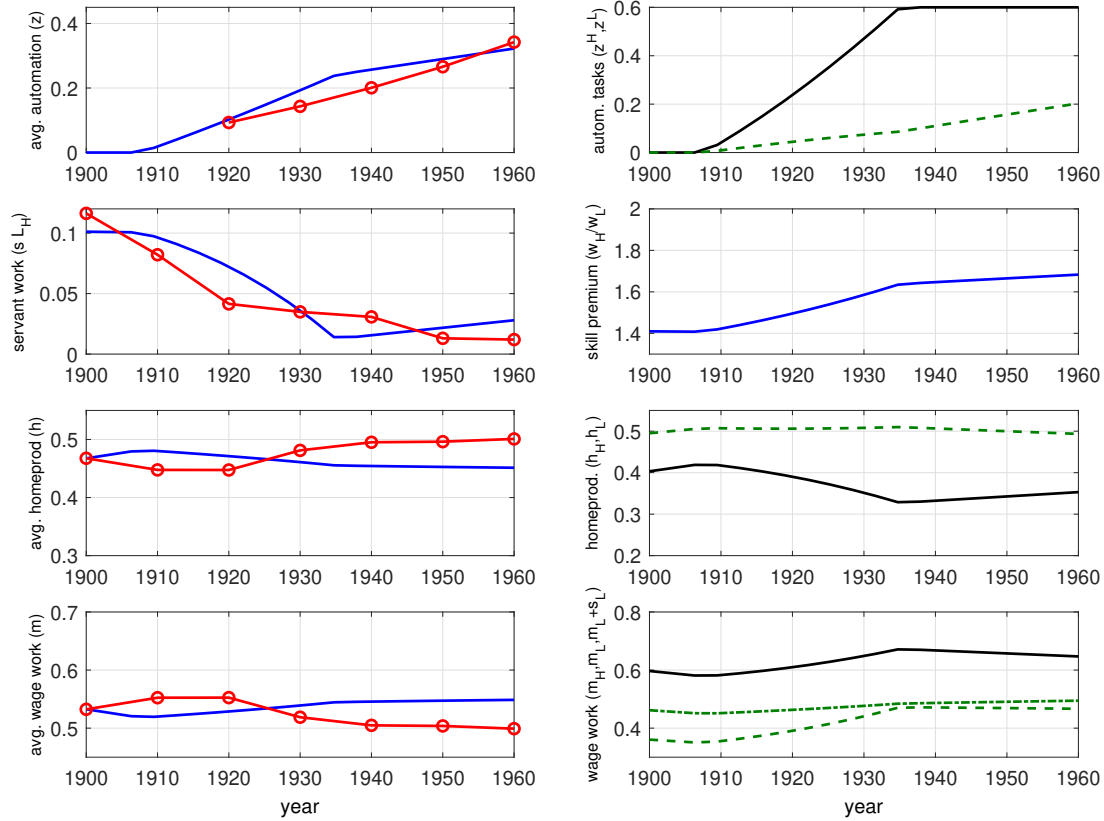 avg. automation (z)
0.4
0.2
0
1900 1910 1920 1930 1940 1950 1960
autom. tasks (z^H,z^L)
0.6
0.4
0.2
0
1900 1910 1920 1930 1940 1950 1960
servant work (s L_H)
0.1
0.05
0
1900 1910 1920 1930 1940 1950 1960
skill premium (w_H/w_L)
2
1.8
1.6
1.4
1900 1910 1920 1930 1940 1950 1960
avg. homeprod (h)
0.5
0.4
0.3
1900 1910 1920 1930 1940 1950 1960
homeprod. (h_H,h_L)
0.5
0.4
0.3
0.2
1900 1910 1920 1930 1940 1950 1960
avg. wage work (m)
0.7
0.6
0.5
1900 1910 1920 1930 1940 1950 1960
year
wage work (m_H,m_L,m_L+s_L)
0.8
0.6
0.4
1900 1910 1920 1930 1940 1950 1960
year